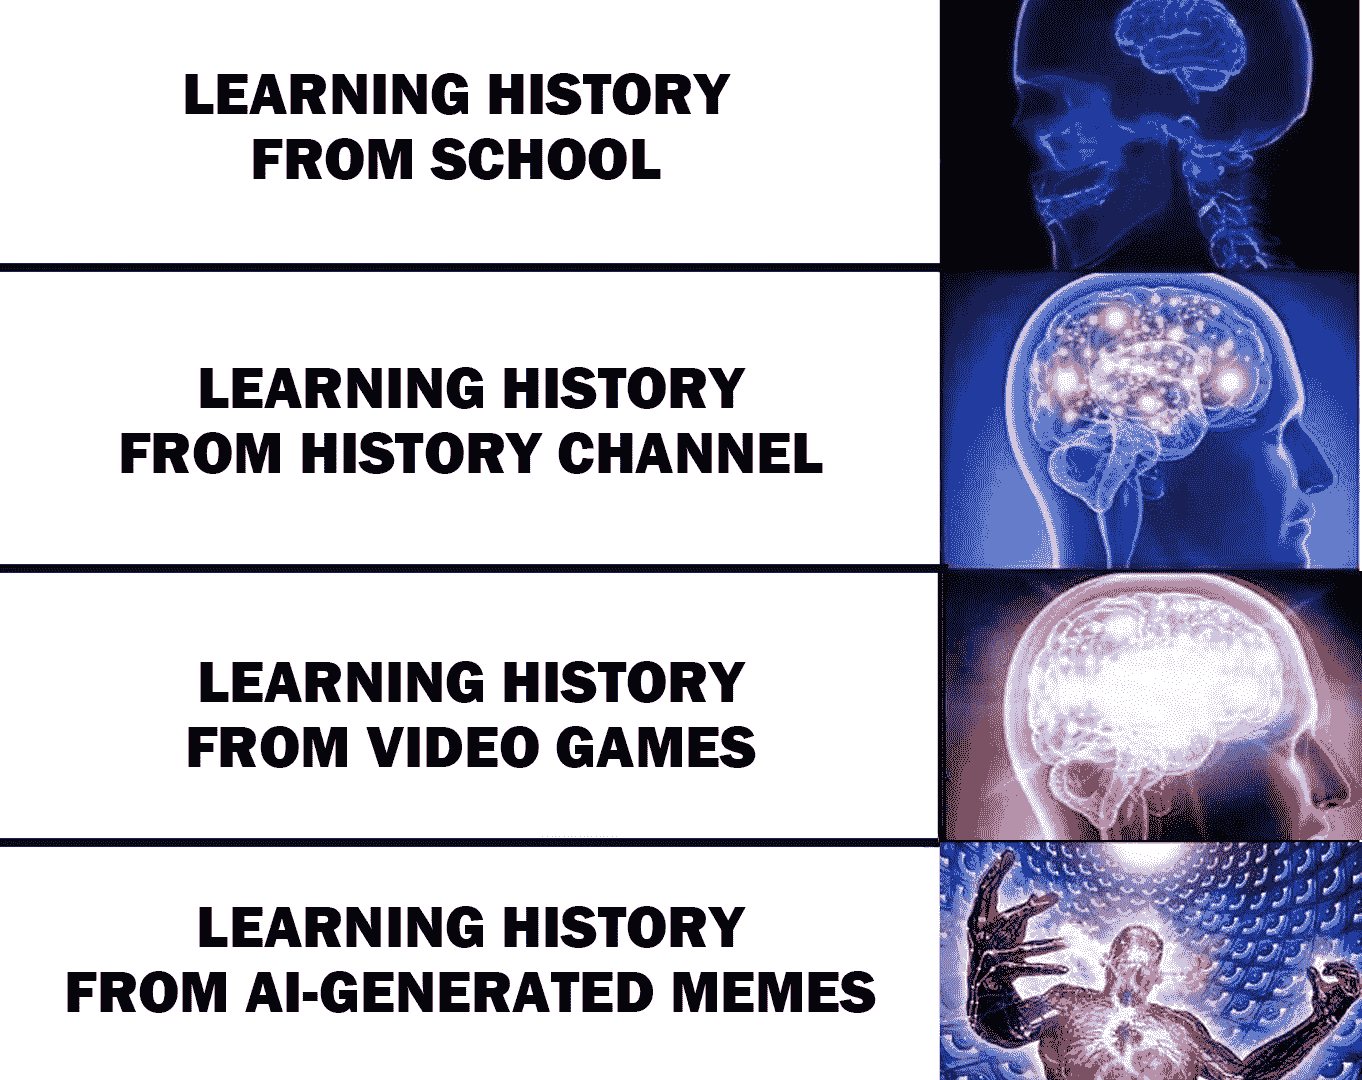 LEARNING HISTORY
FROM SCHOOL
LEARNING HISTORY
FROM HISTORY CHANNEL
LEARNING HISTORY
FROM VIDEO GAMES
LEARNING HISTORY
FROM AI-GENERATED MEMES